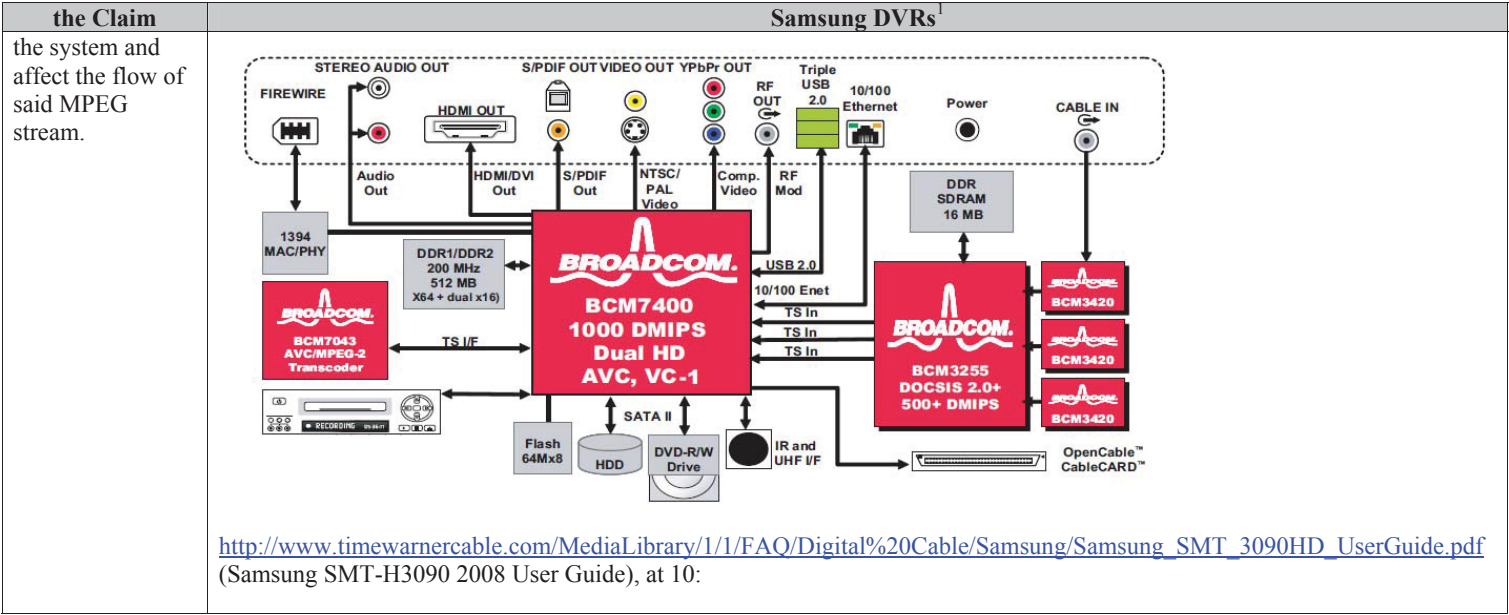 the Claim
Samsung DVRs1
the system and
affect the flow of
said MPEG
stream.
STEREO AUDIO OUT
S/PDIF OUT
VIDEO OUT
YPbPr OUT
Triple
USB
2.0
FIREWIRE
HDMI OUT
RF
OUT
10/100
Ethernet
Power
CABLE IN
Audio
Out
HDMI/DVI
Out
S/PDIF
Out
NTSC/
PAL
Video
Comp.
Video
RF
Mod
DDR
SDRAM
16 MB
1394
MAC/PHY
DDR1/DDR2
200 MHz
512 MB
X64 + dual x16)
BROADCOM.
BCM7400
1000 DMIPS
Dual HD
AVC, VC-1
USB 2.0
10/100 Enet
TS In
TS In
TS In
BROADCOM.
BCM3255
DOCSIS 2.0+
500+ DMIPS
BROADCOM.
BCM3420
BROADCOM.
BCM3420
BROADCOM.
BCM3420
BROADCOM.
BCM7043
AVC/MPEG-2
Transcoder
TS I/F
RECORDING
SATA II
Flash
64Mx8
HDD
DVD-R/W
Drive
IR and
UHF I/F
OpenCable™
CableCARD™
http://www.timewarnercable.com/MediaLibrary/1/1/FAQ/Digital%20Cable/Samsung/Samsung_SMT_3090HD_UserGuide.pdf
(Samsung SMT-H3090 2008 User Guide), at 10: